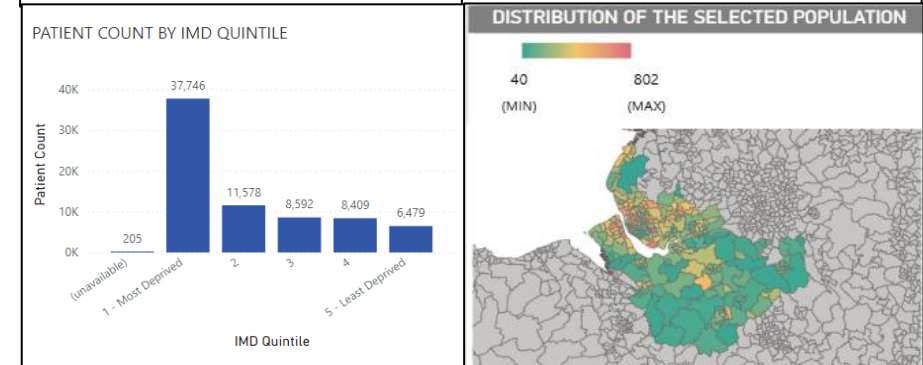 PATIENT COUNT BY IMD QUINTILE
40K
30K
20K
10K
0K
Patient Count
205
37,746
11,578
8,592
8,409
6,479
(unavailable)
1 - Most Deprived
2
3
4
5 - Least Deprived
IMD Quintile
DISTRIBUTION OF THE SELECTED POPULATION
40
802
(MIN)
(MAX)